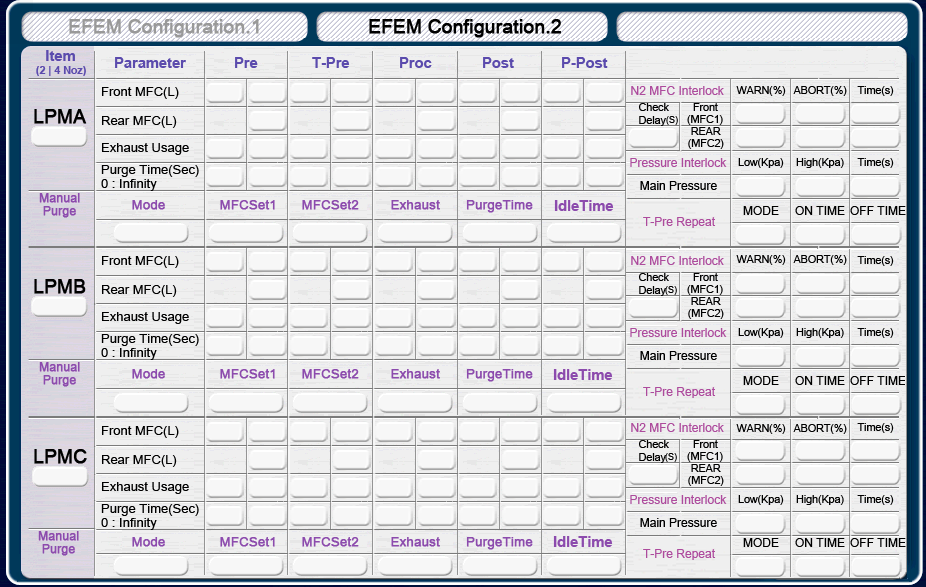 EFEM Configuration.1 EFEM Configuration.2
Item (2 | 4 Noz) Parameter Pre T-Pre Proc Post P-Post
LPMA
Front MFC(L)
Rear MFC(L)
Exhaust Usage
Purge Time(Sec)
0 : Infinity
N2 MFC Interlock WARN(%) ABORT(%) Time(s)
Check Delay(S) Front (MFC1)
REAR (MFC2)
Pressure Interlock Low(Kpa) High(Kpa) Time(s)
Main Pressure
Manual Purge Mode MFCSet1 MFCSet2 Exhaust PurgeTime IdleTime
T-Pre Repeat MODE ON TIME OFF TIME
LPMB
Front MFC(L)
Rear MFC(L)
Exhaust Usage
Purge Time(Sec)
0 : Infinity
N2 MFC Interlock WARN(%) ABORT(%) Time(s)
Check Delay(S) Front (MFC1)
REAR (MFC2)
Pressure Interlock Low(Kpa) High(Kpa) Time(s)
Main Pressure
Manual Purge Mode MFCSet1 MFCSet2 Exhaust PurgeTime IdleTime
T-Pre Repeat MODE ON TIME OFF TIME
LPMC
Front MFC(L)
Rear MFC(L)
Exhaust Usage
Purge Time(Sec)
0 : Infinity
N2 MFC Interlock WARN(%) ABORT(%) Time(s)
Check Delay(S) Front (MFC1)
REAR (MFC2)
Pressure Interlock Low(Kpa) High(Kpa) Time(s)
Main Pressure
Manual Purge Mode MFCSet1 MFCSet2 Exhaust PurgeTime IdleTime
T-Pre Repeat MODE ON TIME OFF TIME